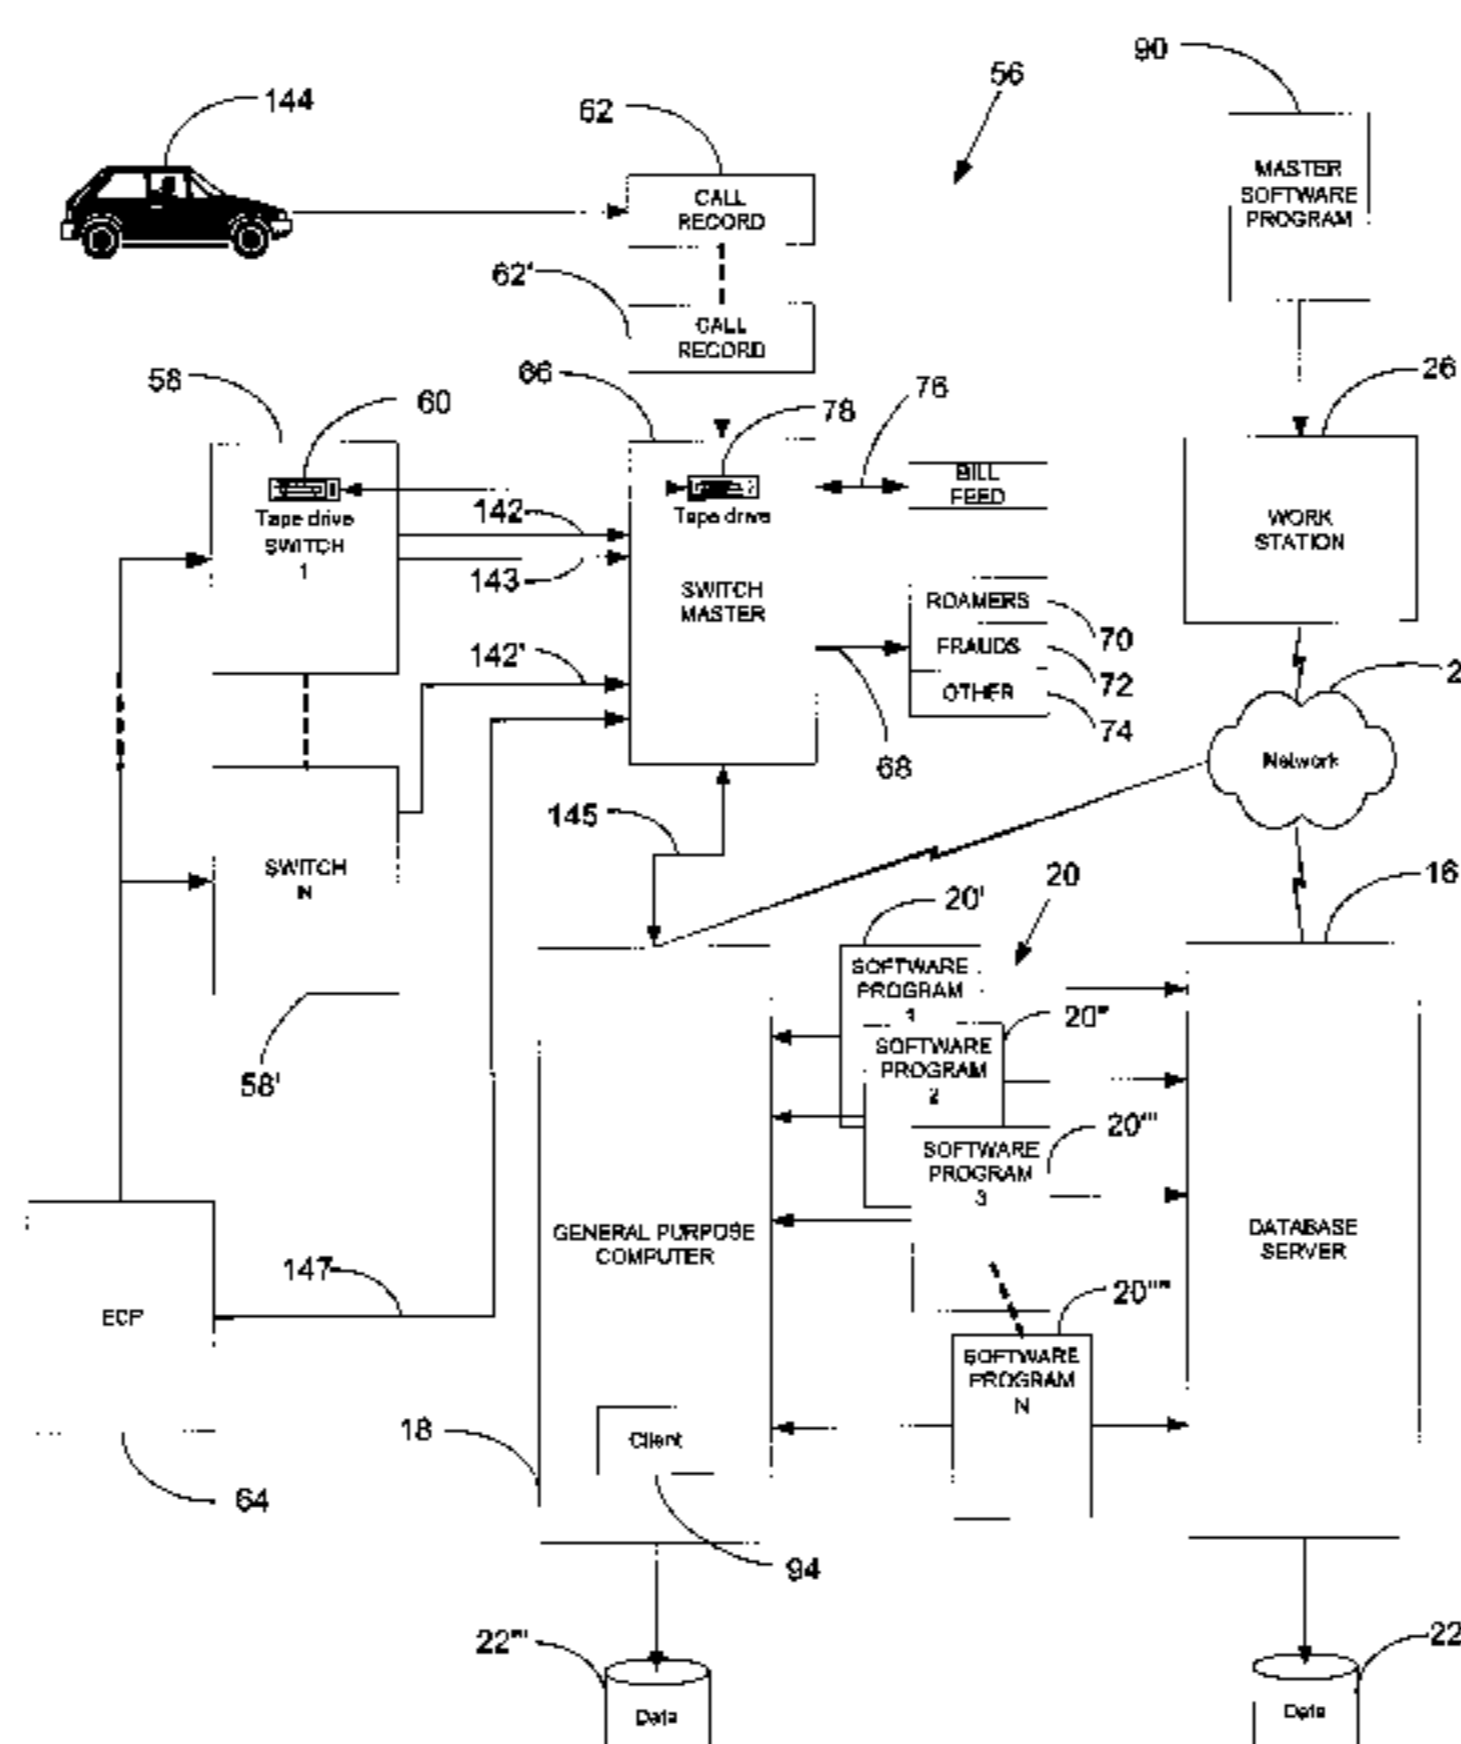 90
56
144
62
CALL
RECORD
MASTER
SOFTWARE
PROGRAM
62'
CALL
RECORD
58
60
66
78
76
26
Tape drive
SWITCH
1
142
143
Tape drive
SWITCH
MASTER
BILL
FEED
WORK
STATION
ROAMERS
70
FRAUDS
72
OTHER
74
142'
68
2
Network
145
SWITCH
N
58'
20'
20
16
SOFTWARE
PROGRAM
1
20"
SOFTWARE
PROGRAM
2
20'"
SOFTWARE
PROGRAM
3
GENERAL PURPOSE
COMPUTER
DATABASE
SERVER
147
ECP
20""
SOFTWARE
PROGRAM
N
18
Client
64
94
22'"
Data
22
Data